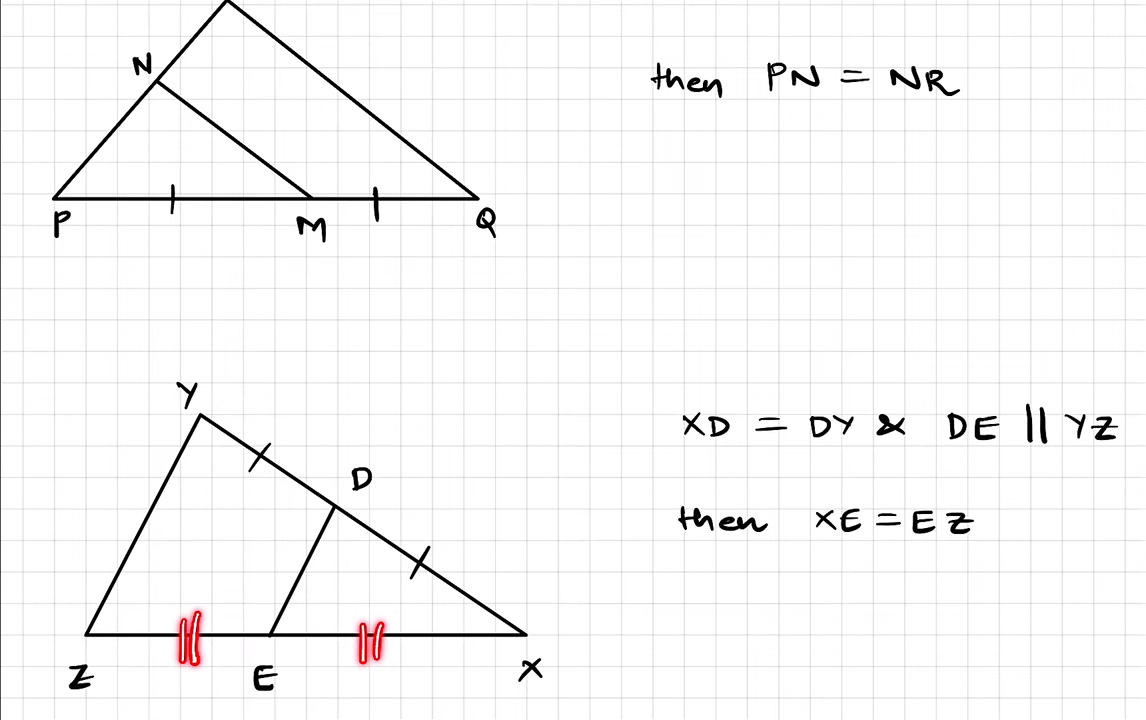 N
then PN = NR
P
M
Q
Y
XD = DY & DE || YZ
D
then XE = EZ
Z
E
X